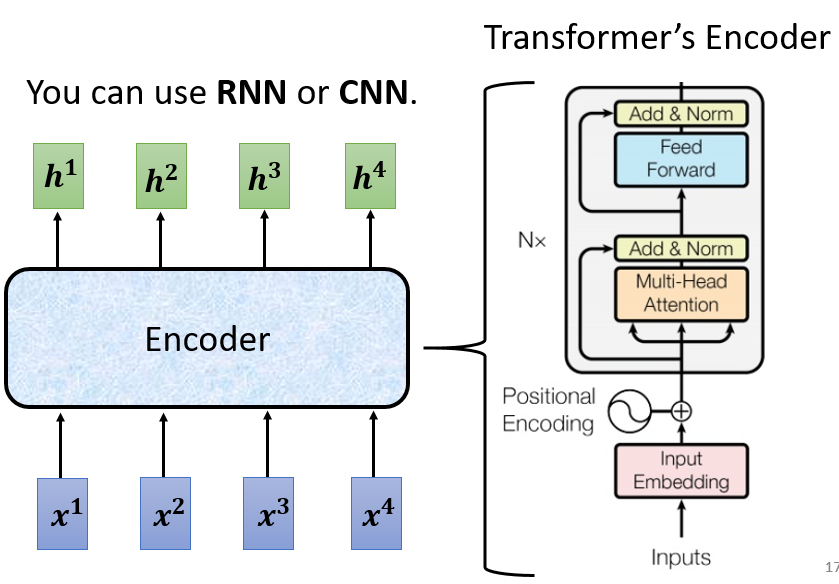 Transformer's Encoder
You can use RNN or CNN.
h¹ h² h³ h⁴
Encoder
x¹ x² x³ x⁴
Add & Norm
Feed
Forward
N×
Add & Norm
Multi-Head
Attention
Positional
Encoding
Input
Embedding
Inputs
17